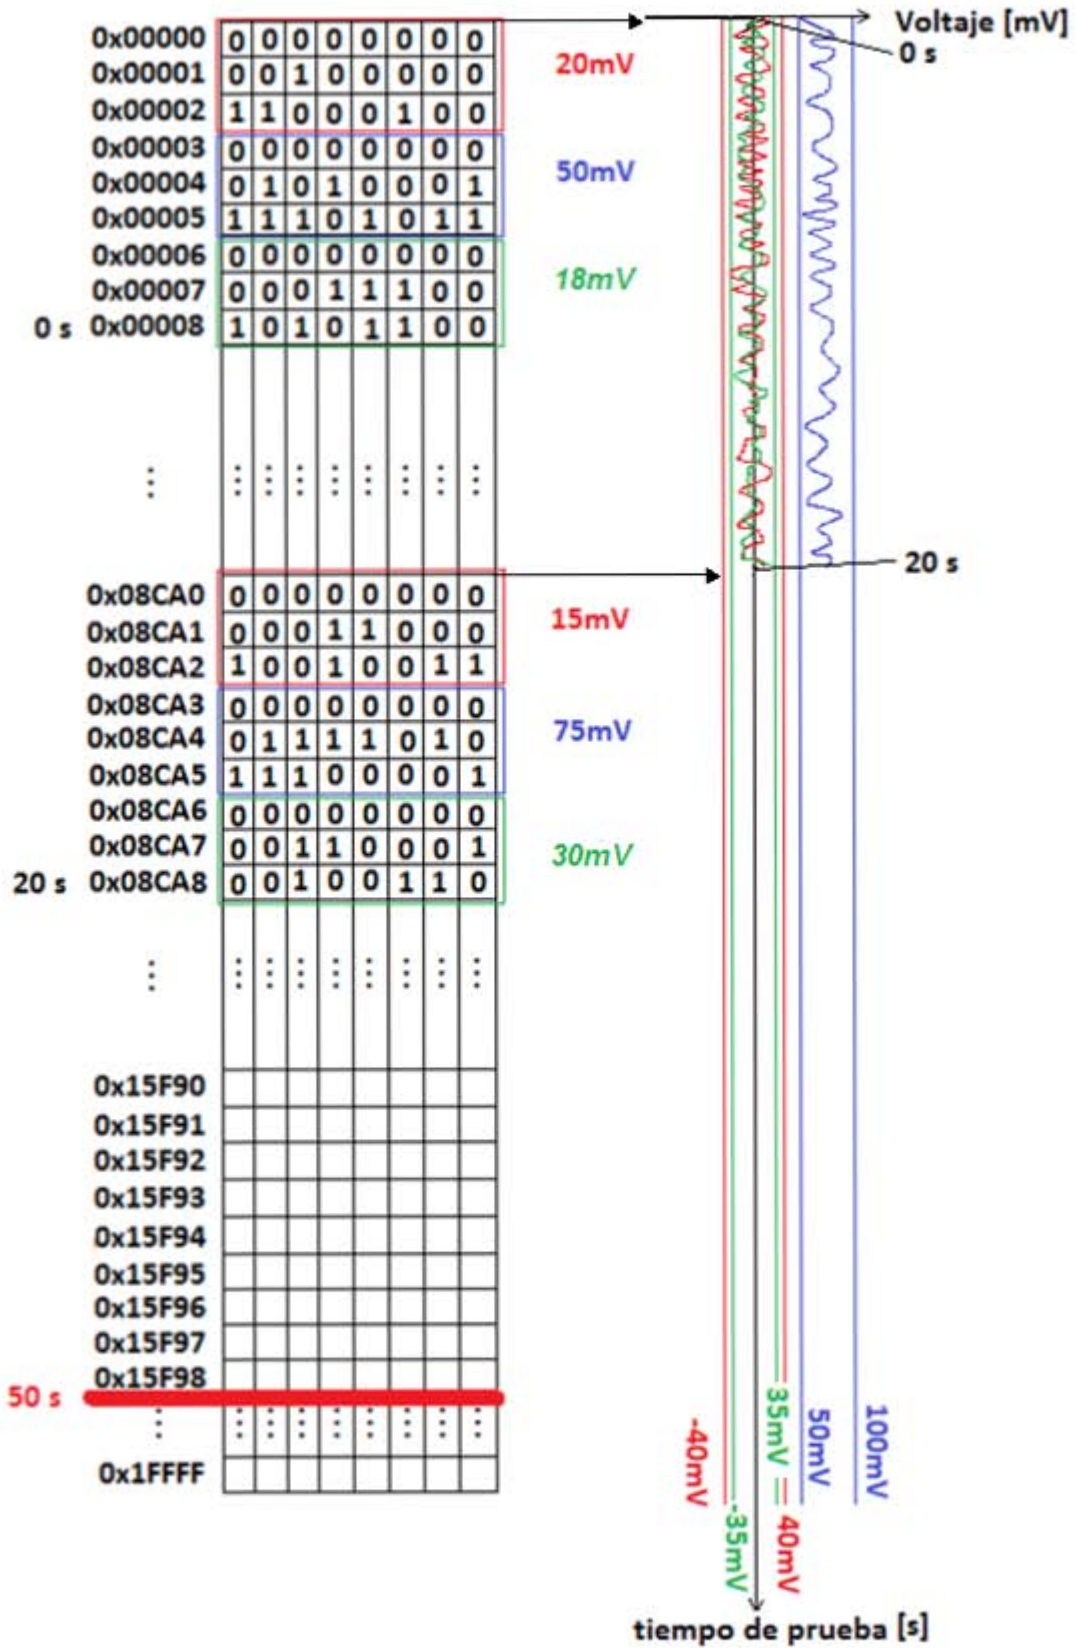 Voltaje [mV]
0 s
0x00000 0 0 0 0 0 0 0 0
0x00001 0 0 1 0 0 0 0 0
20mV
0x00002 1 1 0 0 0 1 0 0
0x00003 0 0 0 0 0 0 0 0
0x00004 0 1 0 1 0 0 0 1
50mV
0x00005 1 1 1 0 1 0 1 1
0x00006 0 0 0 0 0 0 0 0
0x00007 0 0 0 1 1 1 0 0
18mV
0 s 0x00008 1 0 1 0 1 1 0 0
⋮ ⋮ ⋮ ⋮ ⋮ ⋮ ⋮ ⋮ ⋮
20 s
0x08CA0 0 0 0 0 0 0 0 0
0x08CA1 0 0 0 1 1 0 0 0
15mV
0x08CA2 1 0 0 1 0 0 1 1
0x08CA3 0 0 0 0 0 0 0 0
0x08CA4 0 1 1 1 1 0 1 0
75mV
0x08CA5 1 1 1 0 0 0 0 1
0x08CA6 0 0 0 0 0 0 0 0
0x08CA7 0 0 1 1 0 0 0 1
30mV
20 s 0x08CA8 0 0 1 0 0 1 1 0
⋮ ⋮ ⋮ ⋮ ⋮ ⋮ ⋮ ⋮ ⋮
0x15F90
0x15F91
0x15F92
0x15F93
0x15F94
0x15F95
0x15F96
0x15F97
0x15F98
50 s
⋮ ⋮ ⋮ ⋮ ⋮ ⋮ ⋮ ⋮ ⋮
0x1FFFF
-40mV
-35mV
35mV
40mV
50mV
100mV
tiempo de prueba [s]